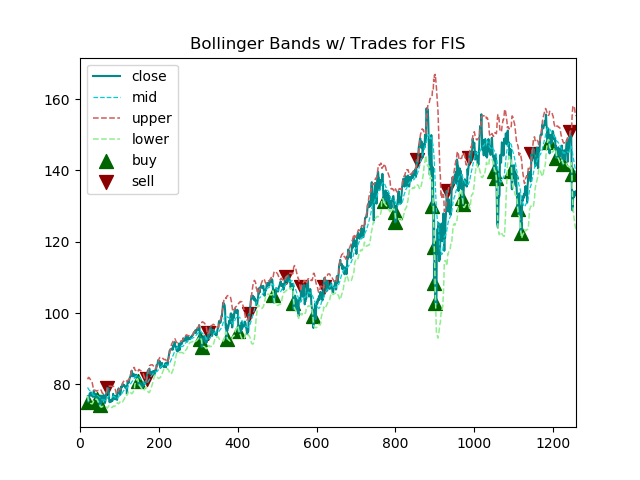 Bollinger Bands w/ Trades for FIS
close
mid
upper
lower
buy
sell
160
140
120
100
80
0 200 400 600 800 1000 1200